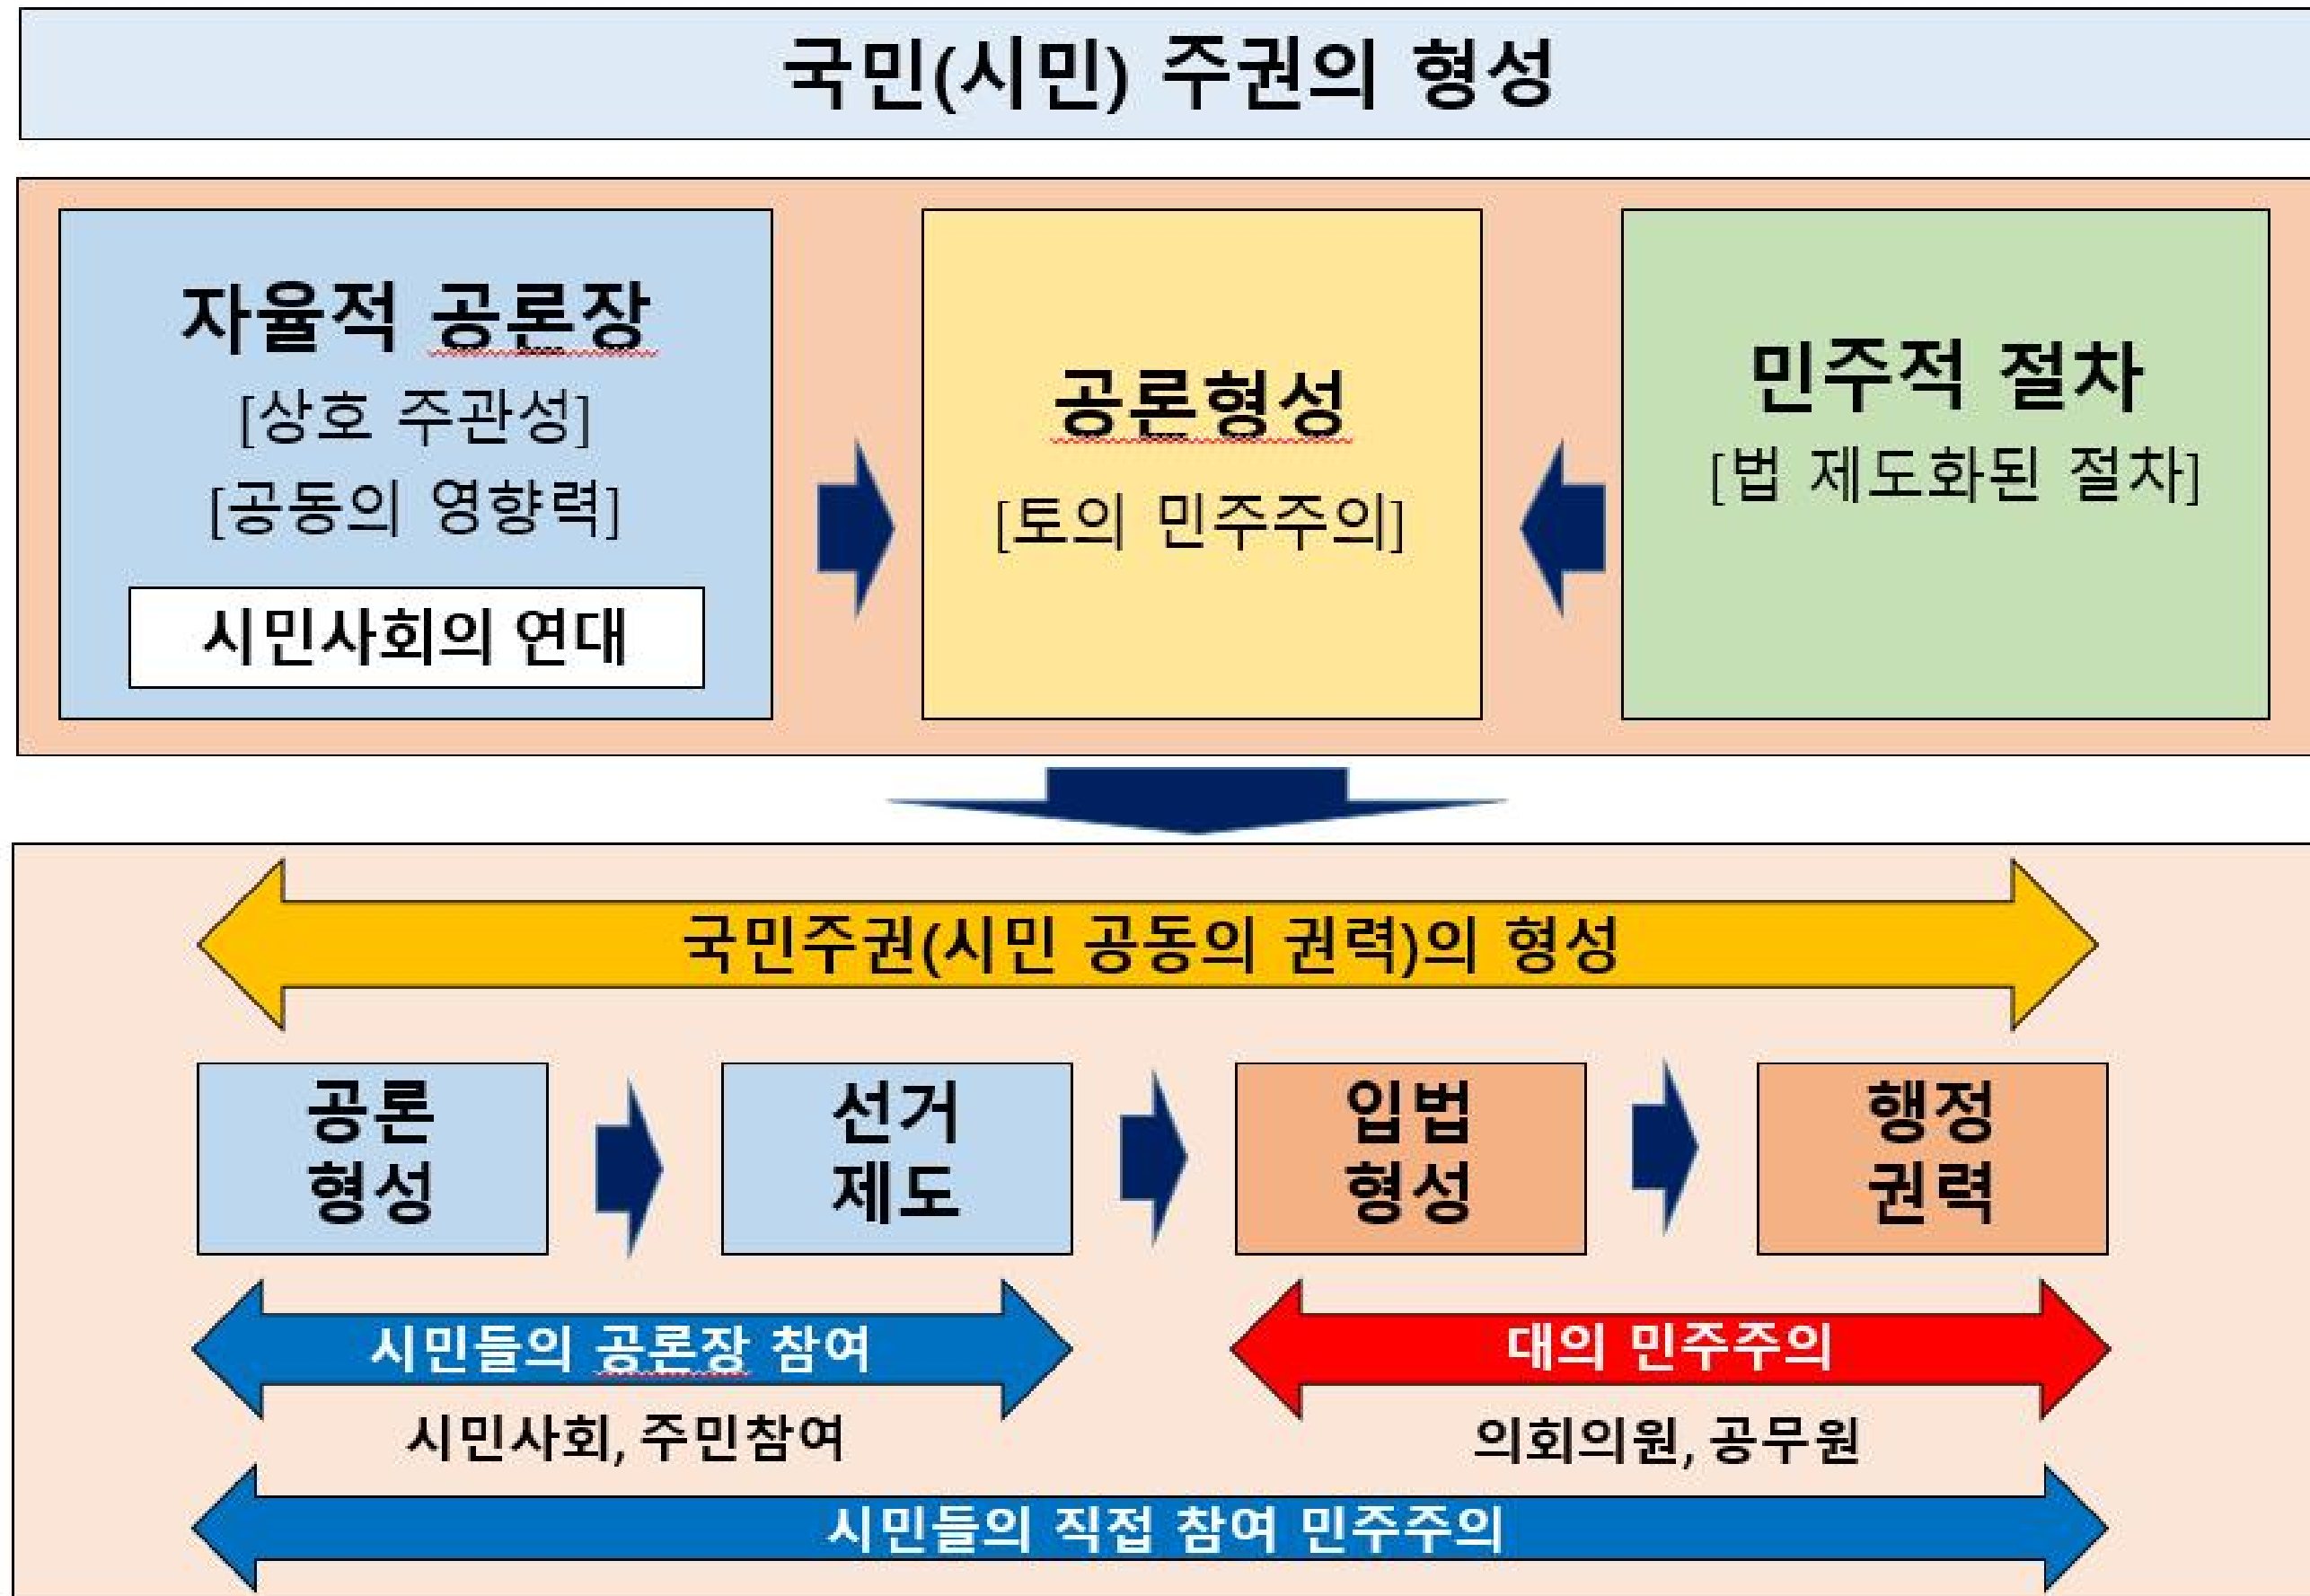 국민(시민) 주권의 형성
자율적 공론장
[상호 주관성]
[공동의 영향력]
시민사회의 연대
공론형성
[토의 민주주의]
민주적 절차
[법 제도화된 절차]
국민주권(시민 공동의 권력)의 형성
공론
형성
선거
제도
입법
형성
행정
권력
시민들의 공론장 참여
대의 민주주의
시민사회, 주민참여
의회의원, 공무원
시민들의 직접 참여 민주주의